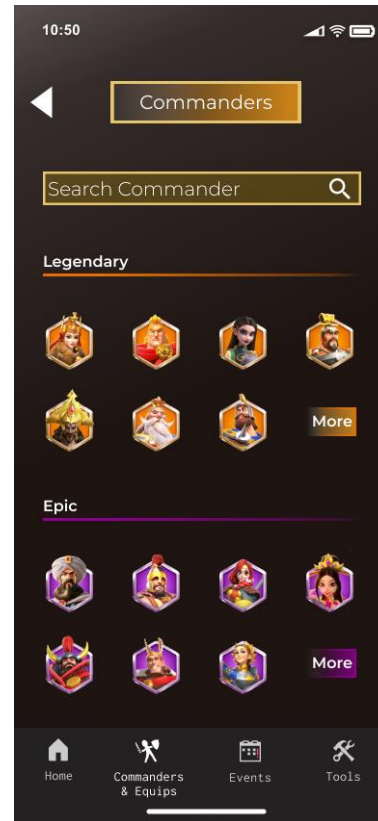 10:50
Commanders
Search Commander
Legendary
More
Epic
More
Home
Commanders
& Equips
Events
Tools